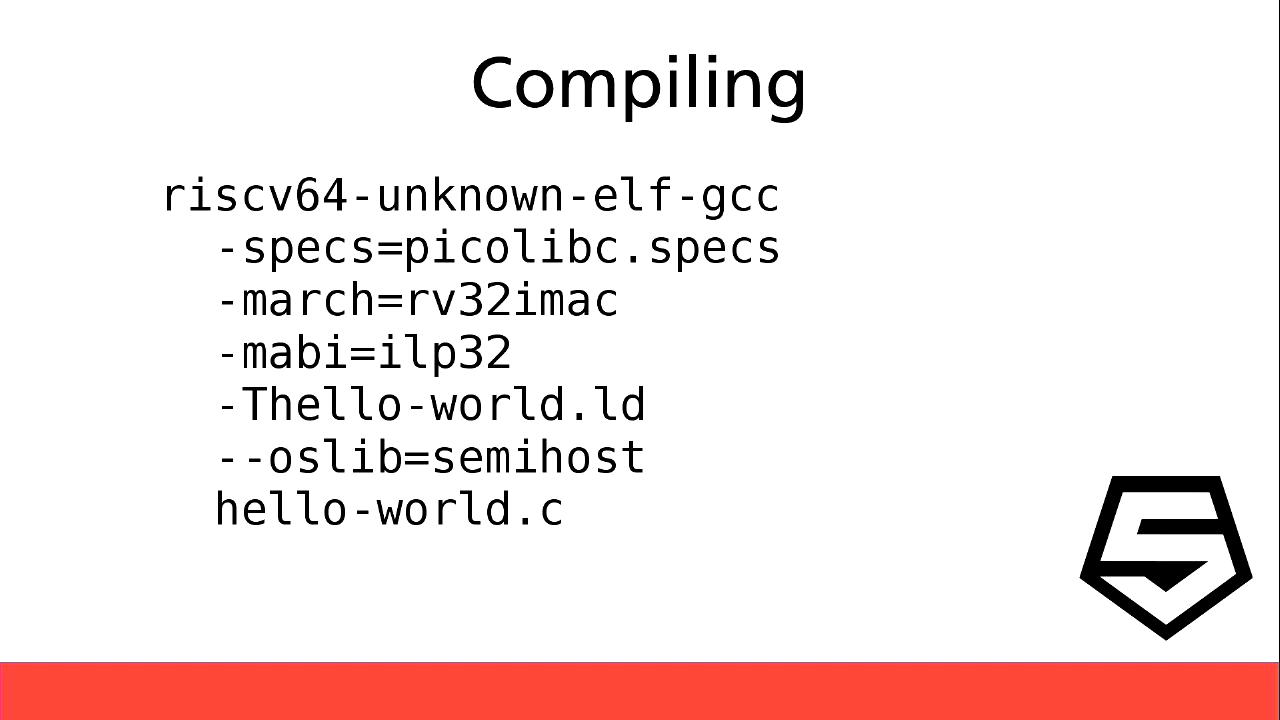 Compiling
riscv64-unknown-elf-gcc
-specs=picolibc.specs
-march=rv32imac
-mabi=ilp32
-Thello-world.ld
--oslib=semihost
hello-world.c